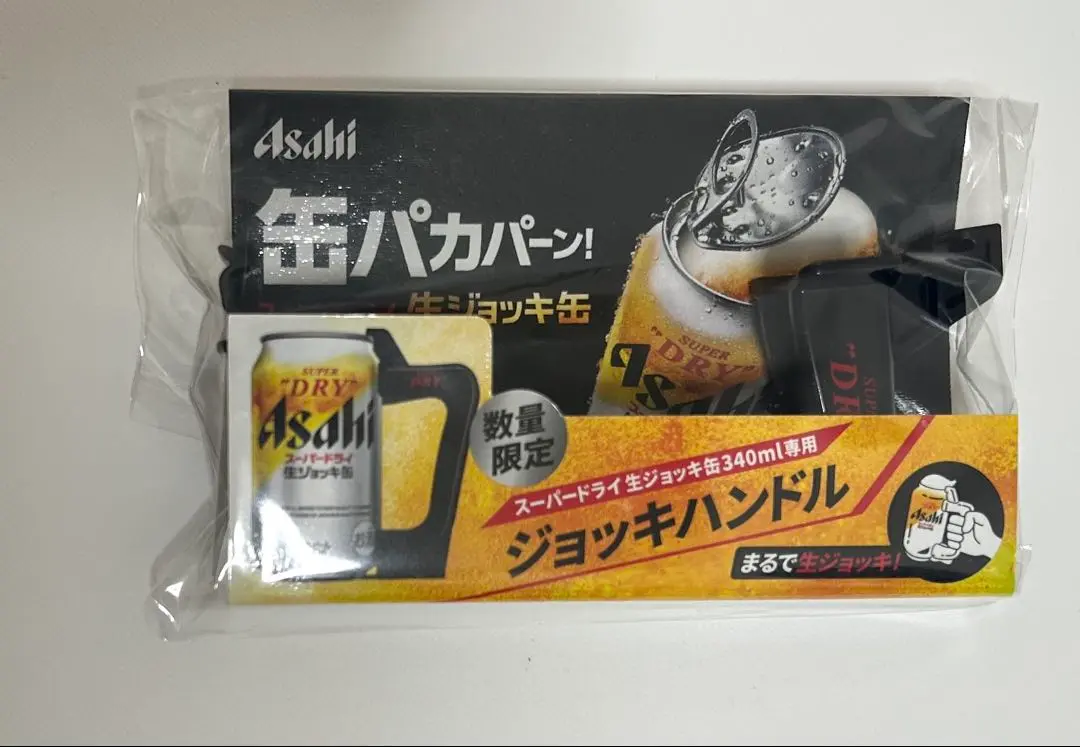 Asahi
缶パカパーン!
生ジョッキ缶
SUPER
"DRY"
Asahi
スーパードライ
生ジョッキ缶
DRY
数量
限定
スーパードライ 生ジョッキ缶340ml専用
ジョッキハンドル
まるで生ジョッキ!
Asahi
SUPER
"DRY"